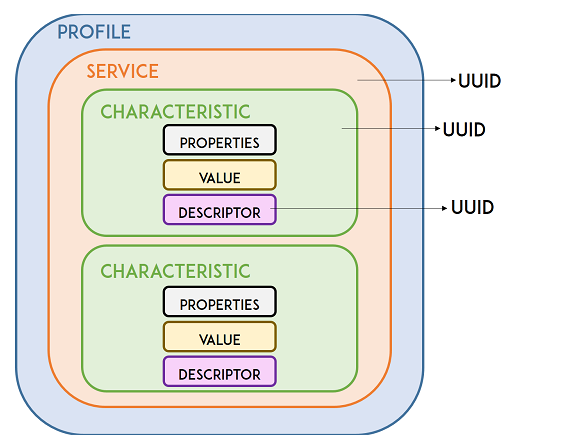 PROFILE
SERVICE
UUID
CHARACTERISTIC
UUID
PROPERTIES
VALUE
DESCRIPTOR
UUID
CHARACTERISTIC
PROPERTIES
VALUE
DESCRIPTOR